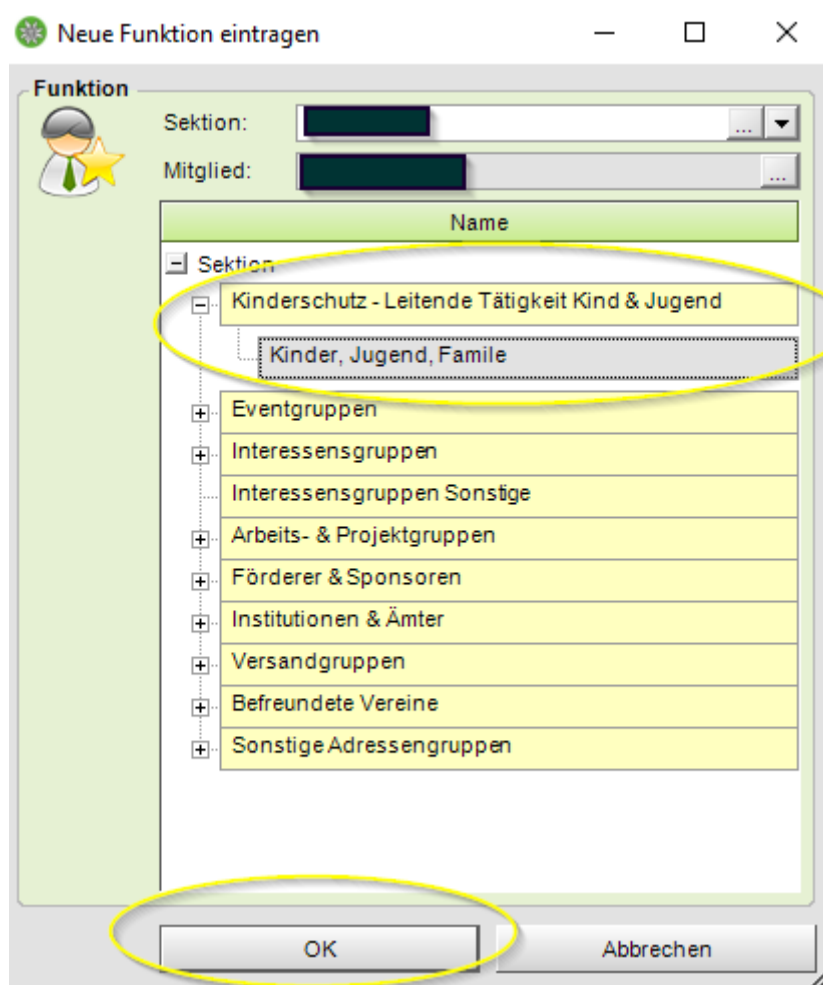 Neue Funktion eintragen
Funktion
Sektion:
...
Mitglied:
...
Name
Sektion
Kinderschutz - Leitende Tätigkeit Kind & Jugend
Kinder, Jugend, Famile
Eventgruppen
Interessensgruppen
Interessensgruppen Sonstige
Arbeits- & Projektgruppen
Förderer & Sponsoren
Institutionen & Ämter
Versandgruppen
Befreundete Vereine
Sonstige Adressengruppen
OK
Abbrechen